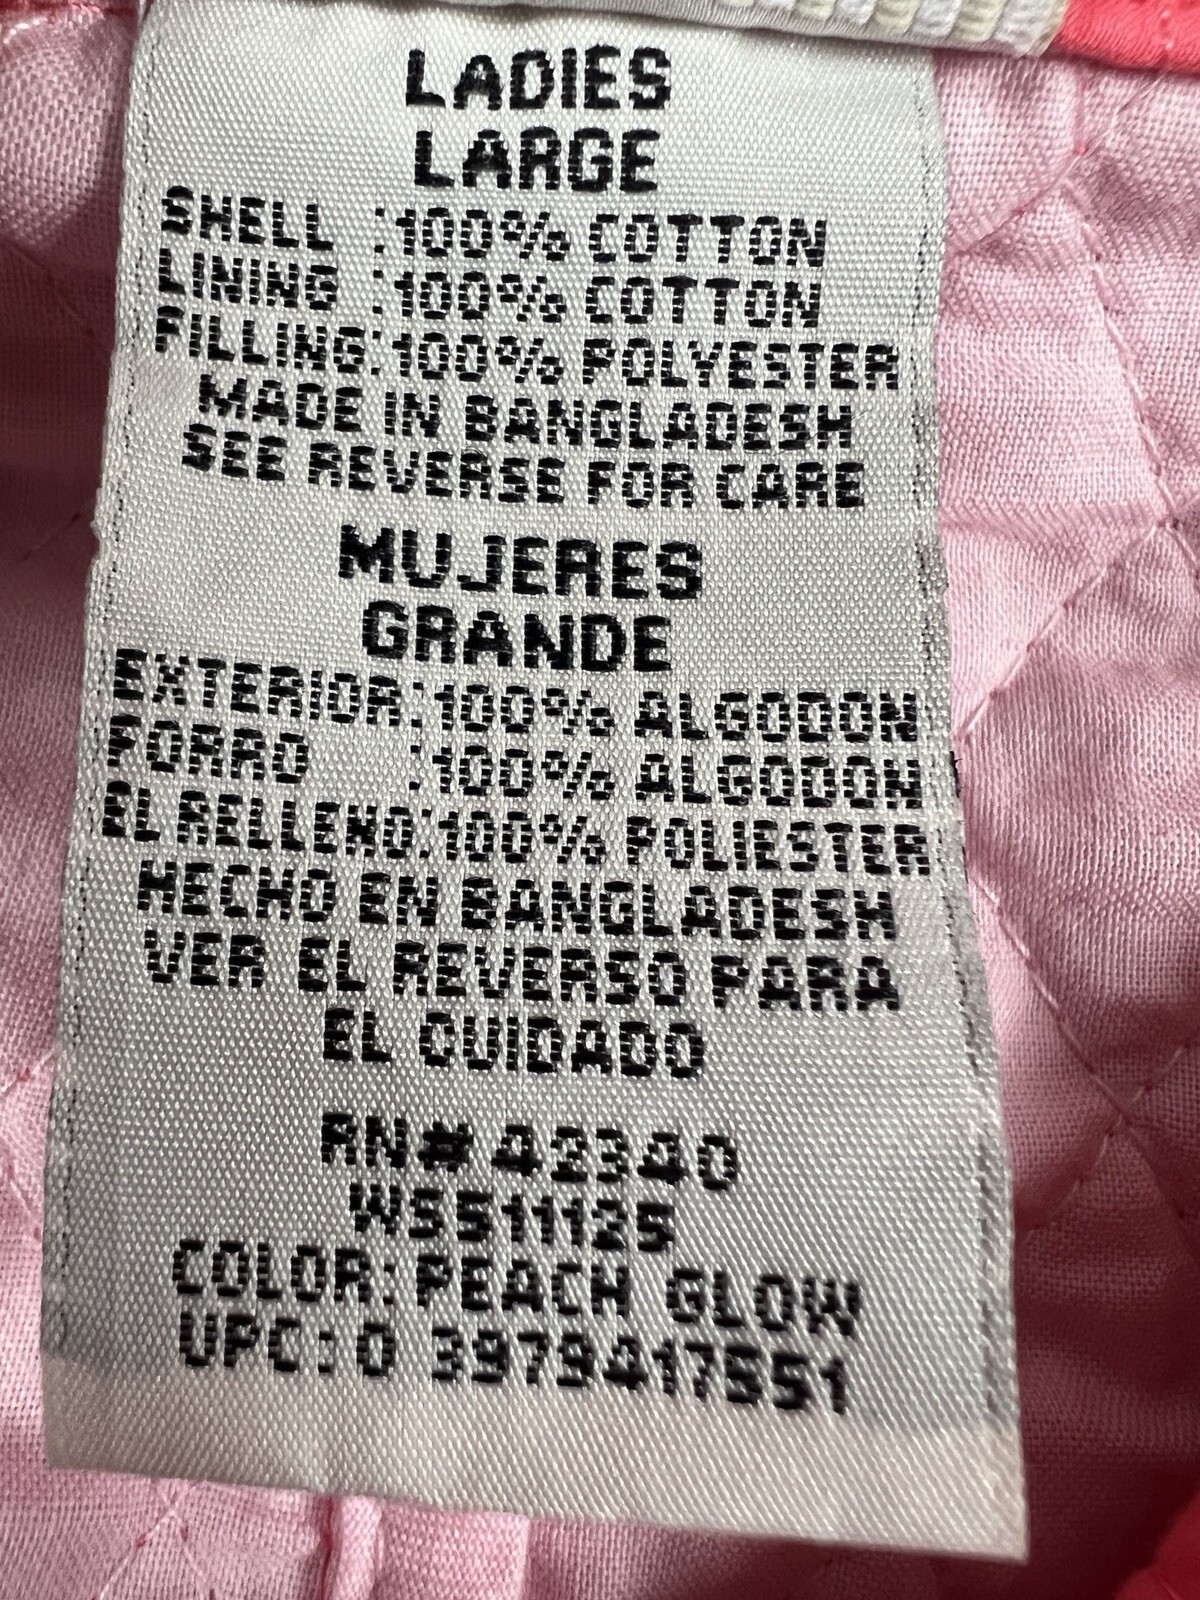 LADIES
LARGE
SHELL :100% COTTON
LINING :100% COTTON
FILLING:100% POLYESTER
MADE IN BANGLADESH
SEE REVERSE FOR CARE
MUJERES
GRANDE
EXTERIOR:100% ALGODON
FORRO :100% ALGODON
EL RELLENO:100% POLIESTER
HECHO EN BANGLADESH
VER EL REVERSO PARA
EL CUIDADO
RN# 42340
WS511125
COLOR: PEACH GLOW
UPC: 0 3979417551